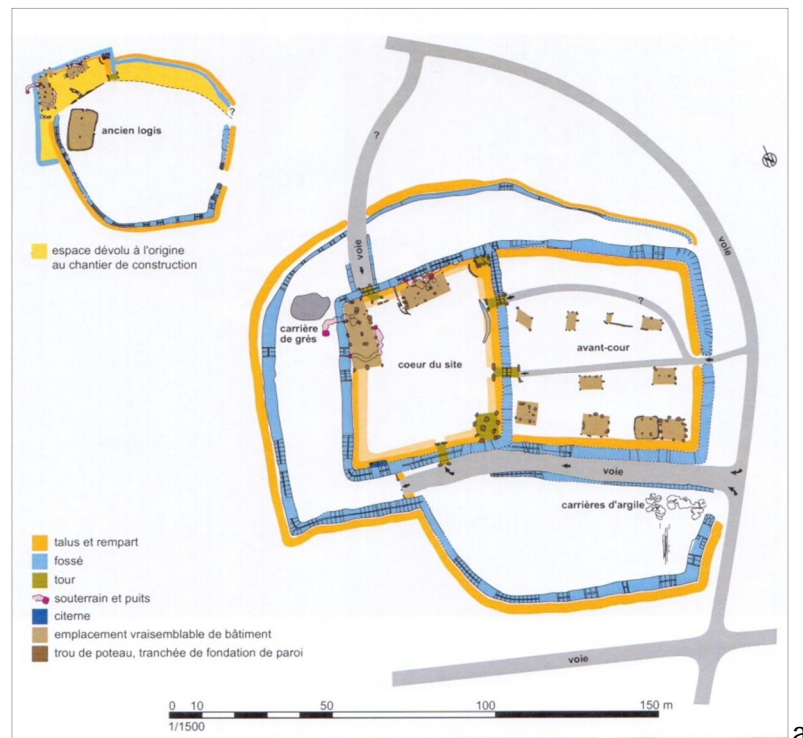 ancien logis
?
espace dévolu à l'origine
au chantier de construction
?
voie
voie
N
carrière
de grès
coeur du site
avant-cour
?
voie
carrières d'argile
talus et rempart
fossé
tour
souterrain et puits
citerne
emplacement vraisemblable de bâtiment
trou de poteau, tranchée de fondation de paroi
voie
0 10 50 100 150 m
1/1500
a